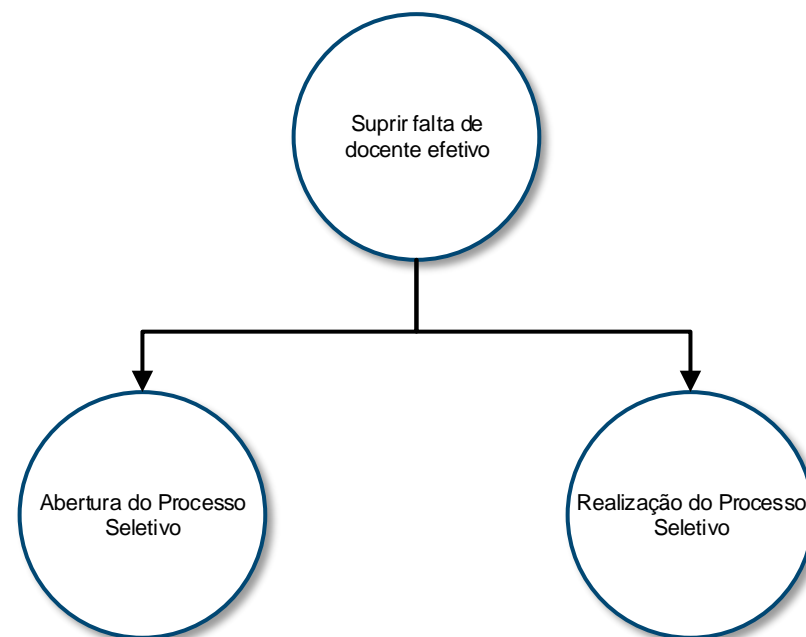 Suprir falta de
docente efetivo
Abertura do Processo
Seletivo
Realização do Processo
Seletivo